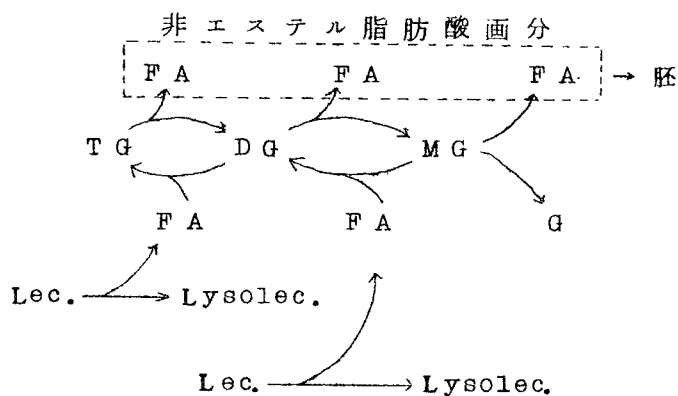 非エステル脂肪酸画分
FA FA FA → 胚
TG DG MG
FA FA G
Lec. → Lysolec.
Lec. → Lysolec.